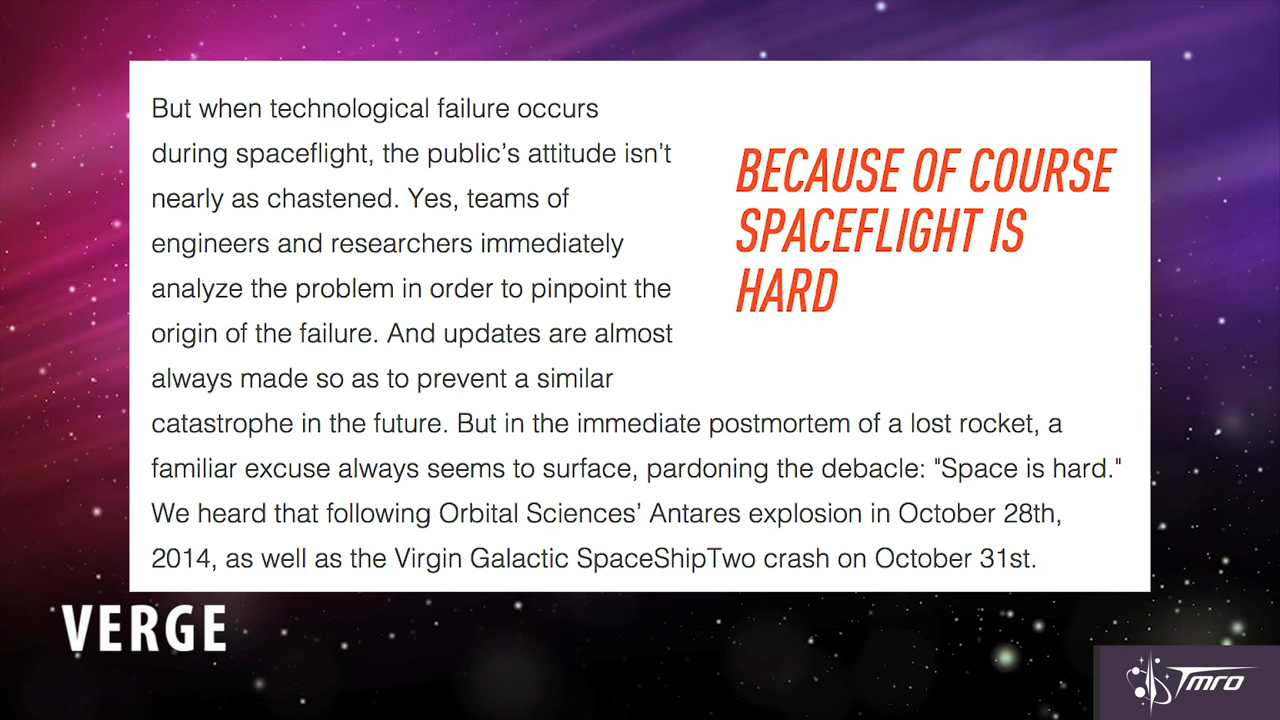 But when technological failure occurs
during spaceflight, the public’s attitude isn’t
nearly as chastened. Yes, teams of
engineers and researchers immediately
analyze the problem in order to pinpoint the
origin of the failure. And updates are almost
always made so as to prevent a similar
catastrophe in the future. But in the immediate postmortem of a lost rocket, a
familiar excuse always seems to surface, pardoning the debacle: "Space is hard."
We heard that following Orbital Sciences’ Antares explosion in October 28th,
2014, as well as the Virgin Galactic SpaceShipTwo crash on October 31st.
BECAUSE OF COURSE
SPACEFLIGHT IS
HARD
VERGE
TMRO